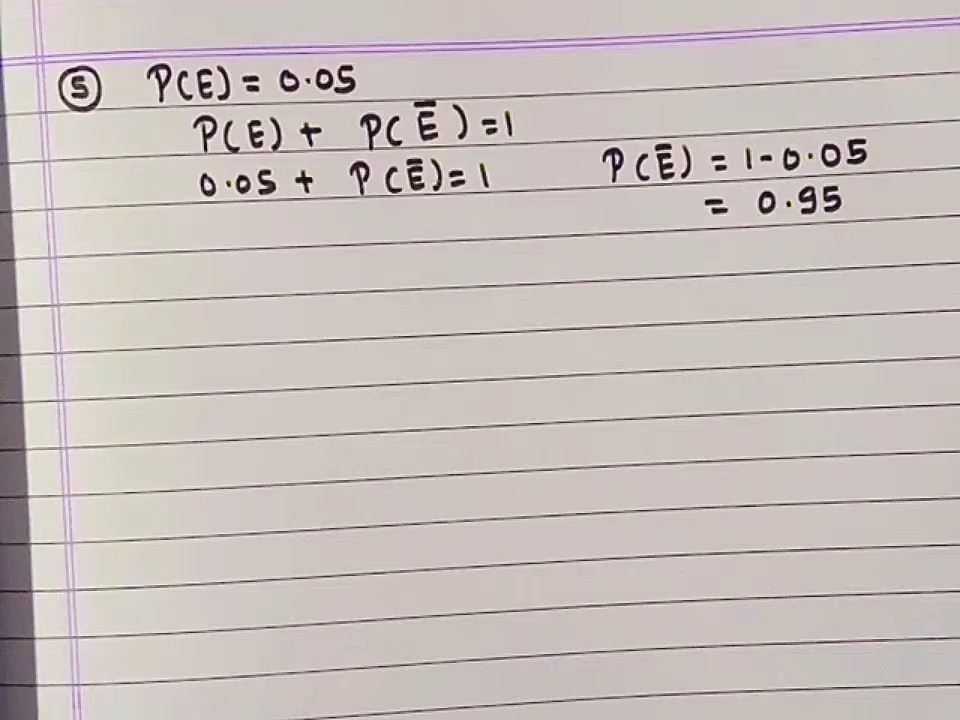 ⑤ P(E) = 0.05
P(E) + P(Ē) = 1
0.05 + P(Ē) = 1
P(Ē) = 1 - 0.05
= 0.95